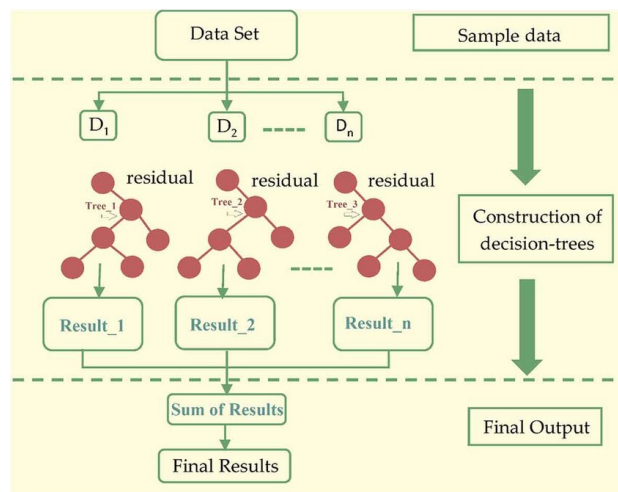 Data Set
Sample data
D1
D2
Dn
residual
residual
residual
Tree_1
Tree_2
Tree_3
Construction of
decision-trees
Result_1
Result_2
Result_n
Sum of Results
Final Output
Final Results